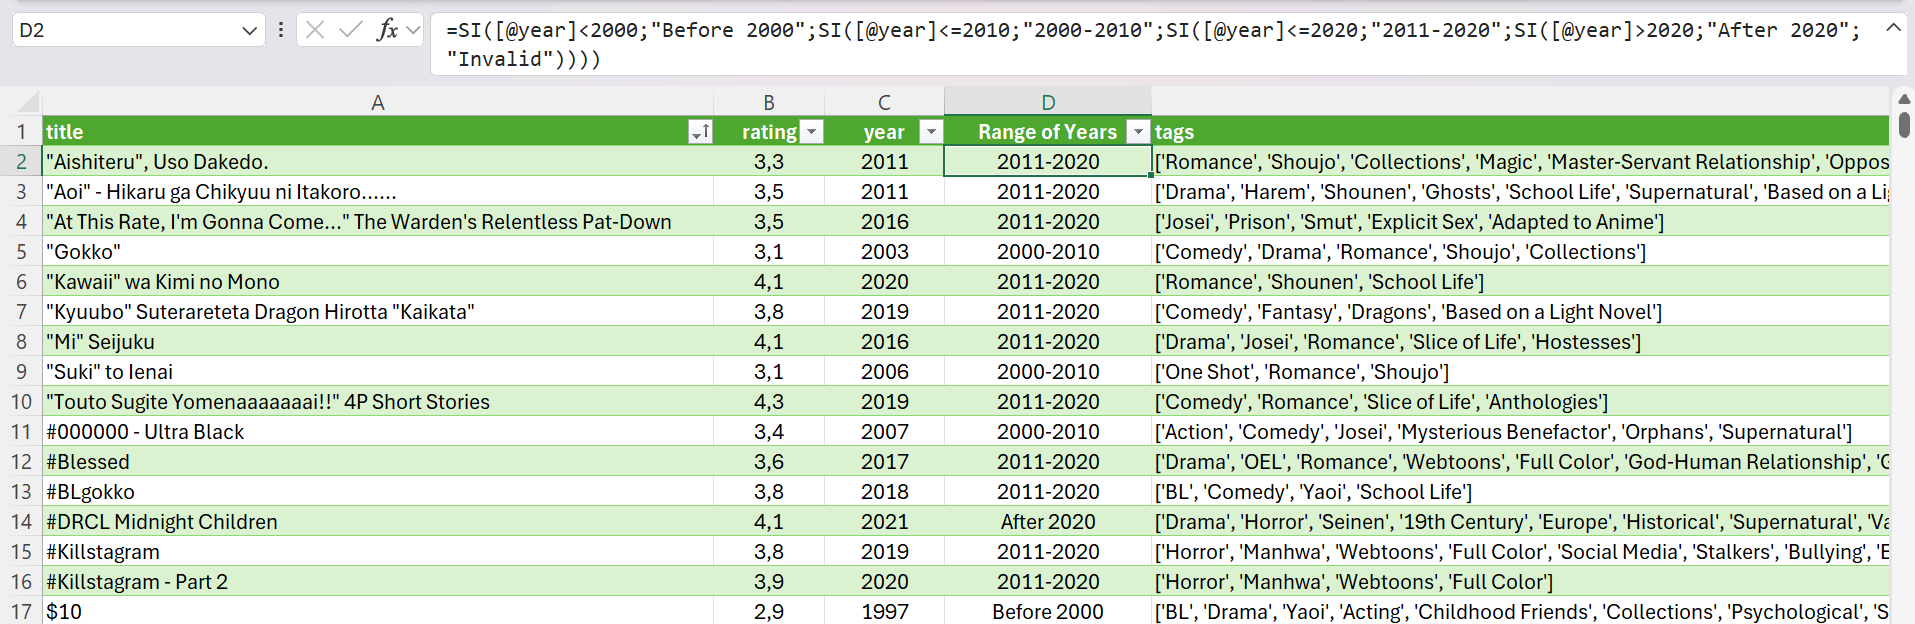 D2 fx =SI([@year]<2000;"Before 2000";SI([@year]<=2010;"2000-2010";SI([@year]<=2020;"2011-2020";SI([@year]>2020;"After 2020";
"Invalid"))))
A B C D
1 title rating year Range of Years tags
2 "Aishiteru", Uso Dakedo. 3,3 2011 2011-2020 ['Romance', 'Shoujo', 'Collections', 'Magic', 'Master-Servant Relationship', 'Oppos
3 "Aoi" - Hikaru ga Chikyuu ni Itakoro...... 3,5 2011 2011-2020 ['Drama', 'Harem', 'Shounen', 'Ghosts', 'School Life', 'Supernatural', 'Based on a Li
4 "At This Rate, I'm Gonna Come..." The Warden's Relentless Pat-Down 3,5 2016 2011-2020 ['Josei', 'Prison', 'Smut', 'Explicit Sex', 'Adapted to Anime']
5 "Gokko" 3,1 2003 2000-2010 ['Comedy', 'Drama', 'Romance', 'Shoujo', 'Collections']
6 "Kawaii" wa Kimi no Mono 4,1 2020 2011-2020 ['Romance', 'Shounen', 'School Life']
7 "Kyuubo" Suterareteta Dragon Hirotta "Kaikata" 3,8 2019 2011-2020 ['Comedy', 'Fantasy', 'Dragons', 'Based on a Light Novel']
8 "Mi" Seijuku 4,1 2016 2011-2020 ['Drama', 'Josei', 'Romance', 'Slice of Life', 'Hostesses']
9 "Suki" to Ienai 3,1 2006 2000-2010 ['One Shot', 'Romance', 'Shoujo']
10 "Touto Sugite Yomenaaaaaaai!!" 4P Short Stories 4,3 2019 2011-2020 ['Comedy', 'Romance', 'Slice of Life', 'Anthologies']
11 #000000 - Ultra Black 3,4 2007 2000-2010 ['Action', 'Comedy', 'Josei', 'Mysterious Benefactor', 'Orphans', 'Supernatural']
12 #Blessed 3,6 2017 2011-2020 ['Drama', 'OEL', 'Romance', 'Webtoons', 'Full Color', 'God-Human Relationship', 'G
13 #BLgokko 3,8 2018 2011-2020 ['BL', 'Comedy', 'Yaoi', 'School Life']
14 #DRCL Midnight Children 4,1 2021 After 2020 ['Drama', 'Horror', 'Seinen', '19th Century', 'Europe', 'Historical', 'Supernatural', 'Va
15 #Killstagram 3,8 2019 2011-2020 ['Horror', 'Manhwa', 'Webtoons', 'Full Color', 'Social Media', 'Stalkers', 'Bullying', 'E
16 #Killstagram - Part 2 3,9 2020 2011-2020 ['Horror', 'Manhwa', 'Webtoons', 'Full Color']
17 $10 2,9 1997 Before 2000 ['BL', 'Drama', 'Yaoi', 'Acting', 'Childhood Friends', 'Collections', 'Psychological', 'S